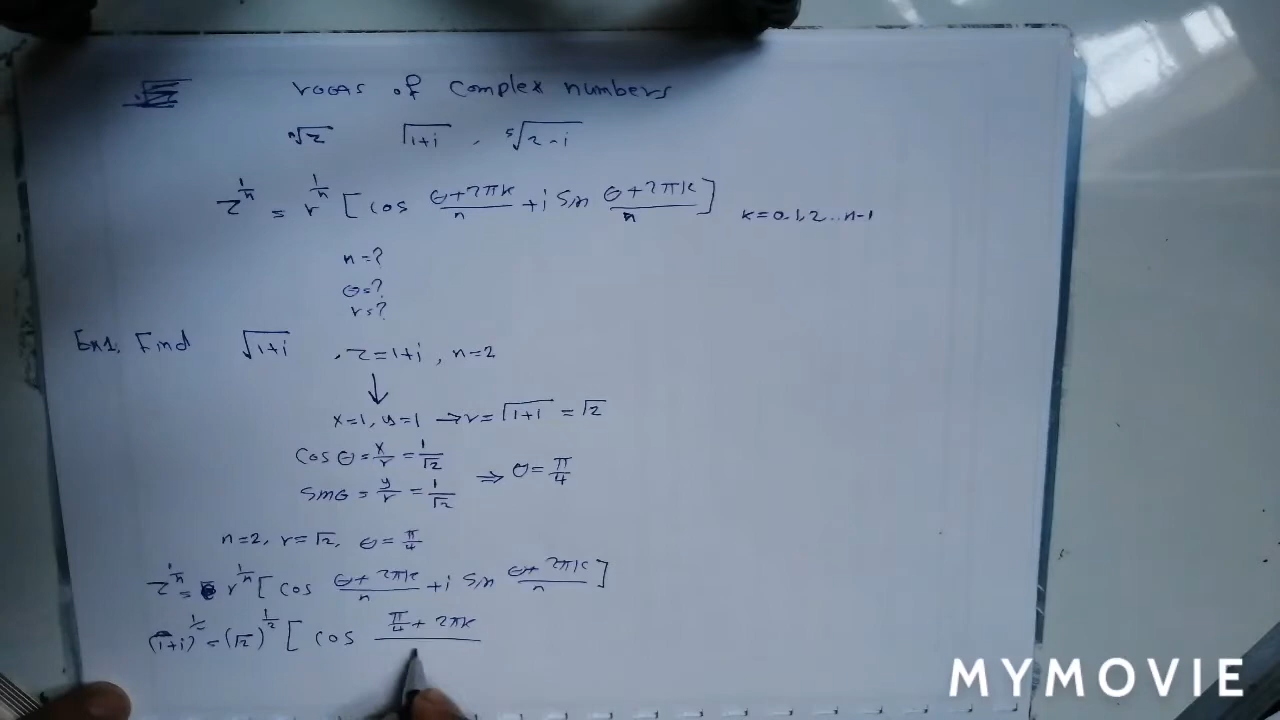 roots of complex numbers
ⁿ√z √1+i , ⁵√2-i
z^(1/n) = r^(1/n) [cos (θ+2πk)/n + i sin (θ+2πk)/n] k=0,1,2...n-1
n=?
θ=?
r=?
Ex1. Find √1+i , z=1+i, n=2
↓
x=1, y=1 → r=√1+1 = √2
cos θ = x/r = 1/√2
sin θ = y/r = 1/√2 ⇒ θ = π/4
n=2, r=√2, θ = π/4
z^(1/n) = r^(1/n) [cos (θ+2πk)/n + i sin (θ+2πk)/n]
(1+i)^(1/2) = (√2)^(1/2) [cos (π/4 + 2πk)/
MYMOVIE